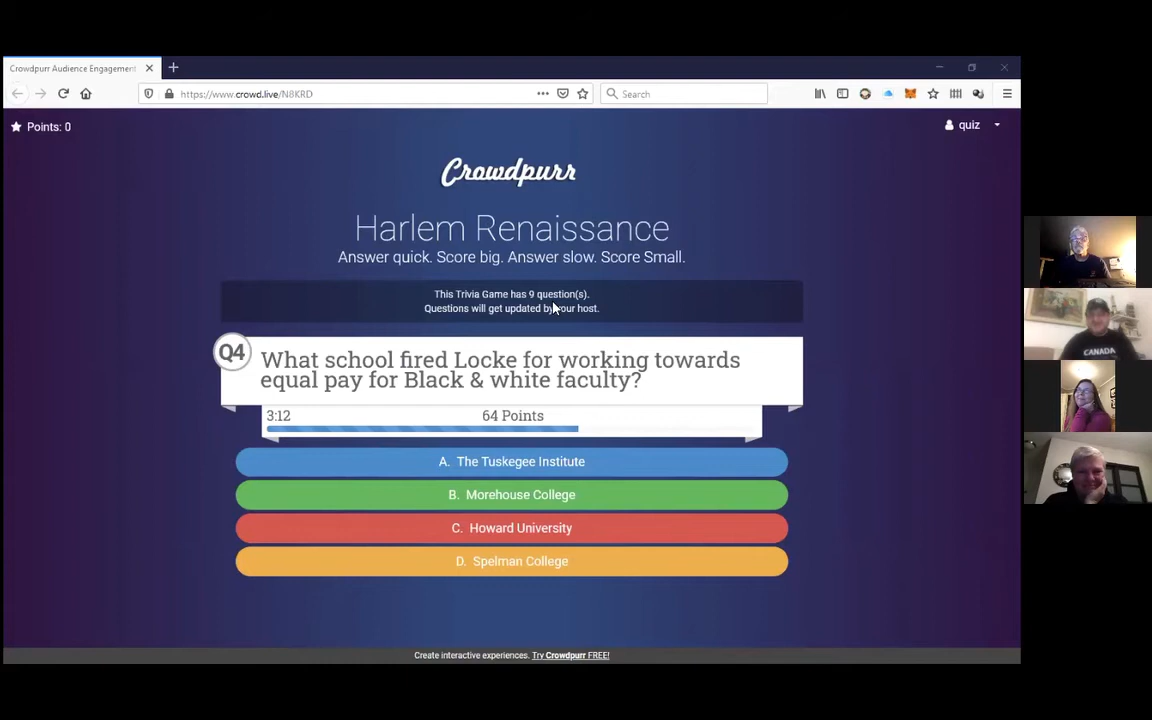 Crowdpurr Audience Engagement
https://www.crowd.live/N8KRD
Search
Points: 0
quiz
Crowdpurr
Harlem Renaissance
Answer quick. Score big. Answer slow. Score Small.
This Trivia Game has 9 question(s).
Questions will get updated by your host.
Q4
What school fired Locke for working towards
equal pay for Black & white faculty?
3:12 64 Points
A. The Tuskegee Institute
B. Morehouse College
C. Howard University
D. Spelman College
CANADA
Create interactive experiences. Try Crowdpurr FREE!